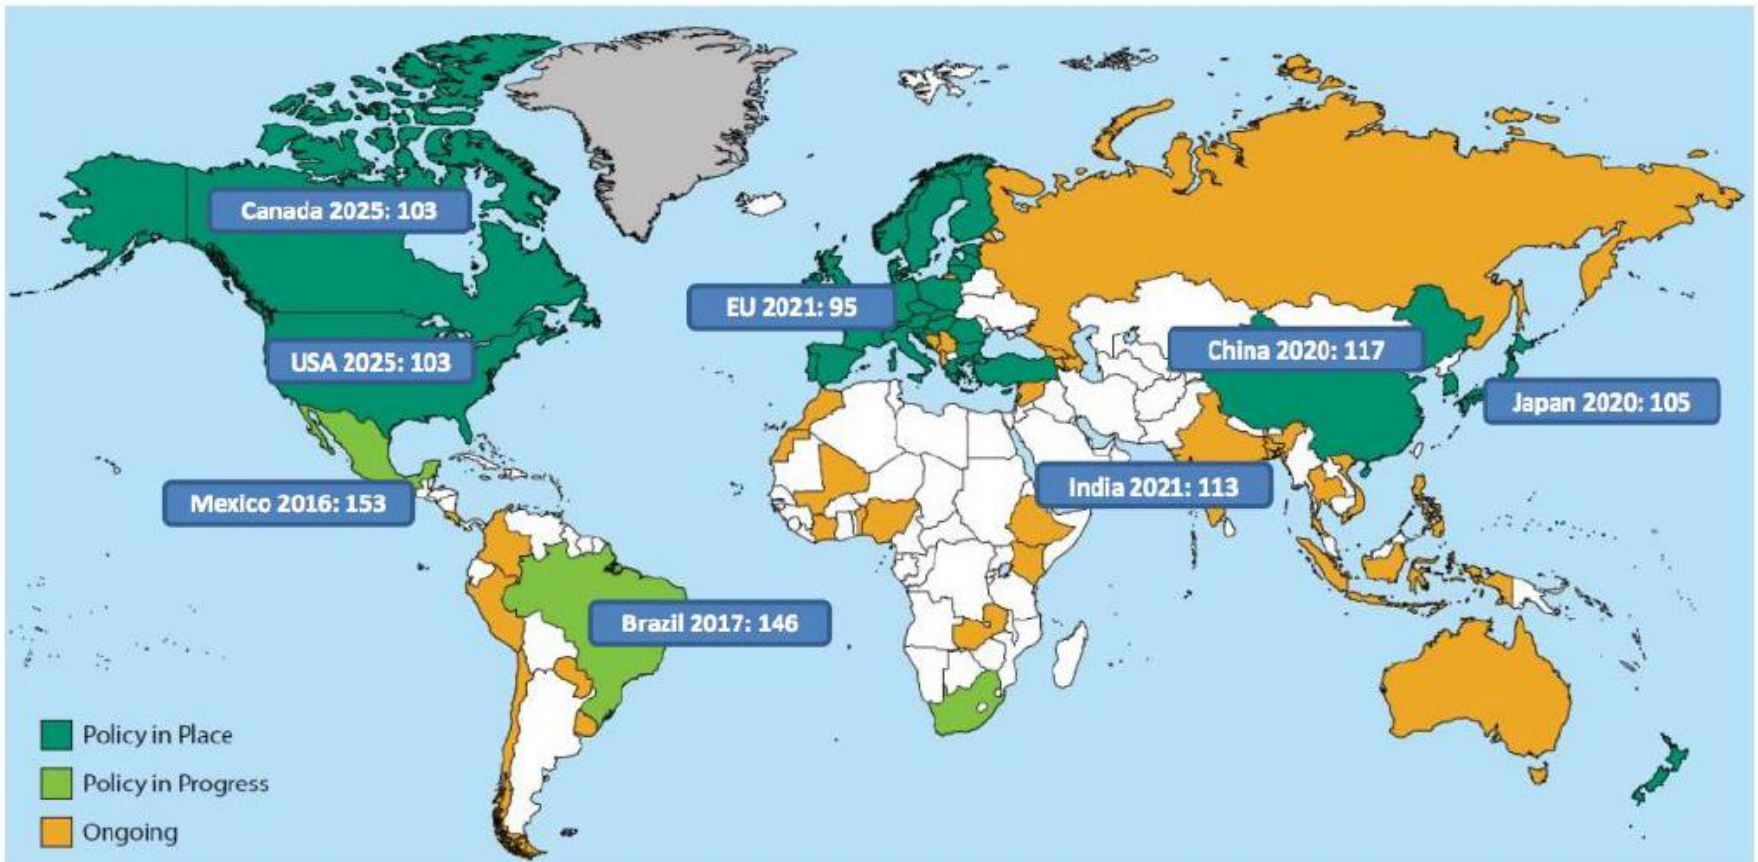 Canada 2025: 103
EU 2021: 95
USA 2025: 103
China 2020: 117
Japan 2020: 105
Mexico 2016: 153
India 2021: 113
Brazil 2017: 146
Policy in Place
Policy in Progress
Ongoing